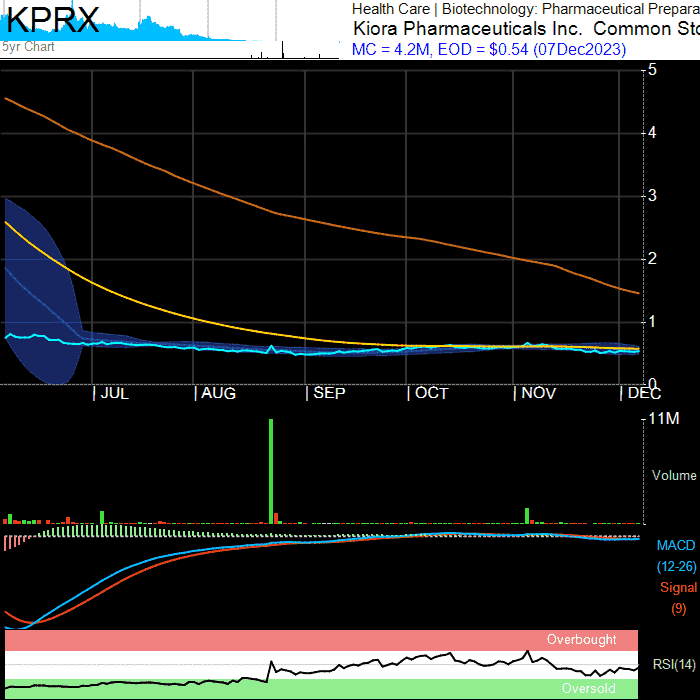 KPRX
5yr Chart
Health Care | Biotechnology: Pharmaceutical Prepara
Kiora Pharmaceuticals Inc. Common Sto
MC = 4.2M, EOD = $0.54 (07Dec2023)
5
4
3
2
1
0
JUL
AUG
SEP
OCT
NOV
DEC
11M
Volume
MACD
(12-26)
Signal
(9)
Overbought
RSI(14)
Oversold